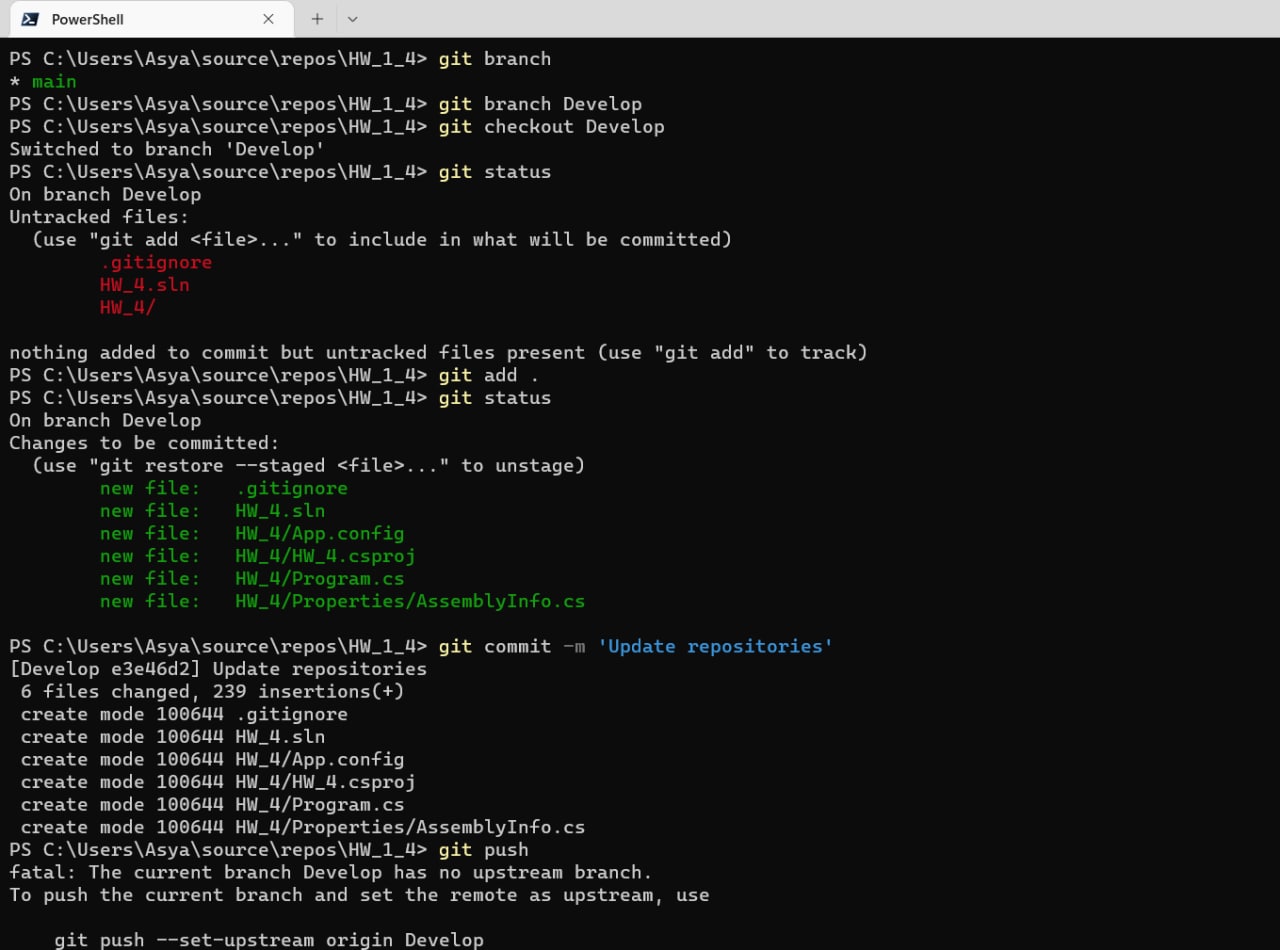 PowerShell
PS C:\Users\Asya\source\repos\HW_1_4> git branch
* main
PS C:\Users\Asya\source\repos\HW_1_4> git branch Develop
PS C:\Users\Asya\source\repos\HW_1_4> git checkout Develop
Switched to branch 'Develop'
PS C:\Users\Asya\source\repos\HW_1_4> git status
On branch Develop
Untracked files:
  (use "git add <file>..." to include in what will be committed)
        .gitignore
        HW_4.sln
        HW_4/

nothing added to commit but untracked files present (use "git add" to track)
PS C:\Users\Asya\source\repos\HW_1_4> git add .
PS C:\Users\Asya\source\repos\HW_1_4> git status
On branch Develop
Changes to be committed:
  (use "git restore --staged <file>..." to unstage)
        new file:   .gitignore
        new file:   HW_4.sln
        new file:   HW_4/App.config
        new file:   HW_4/HW_4.csproj
        new file:   HW_4/Program.cs
        new file:   HW_4/Properties/AssemblyInfo.cs

PS C:\Users\Asya\source\repos\HW_1_4> git commit -m 'Update repositories'
[Develop e3e46d2] Update repositories
 6 files changed, 239 insertions(+)
 create mode 100644 .gitignore
 create mode 100644 HW_4.sln
 create mode 100644 HW_4/App.config
 create mode 100644 HW_4/HW_4.csproj
 create mode 100644 HW_4/Program.cs
 create mode 100644 HW_4/Properties/AssemblyInfo.cs
PS C:\Users\Asya\source\repos\HW_1_4> git push
fatal: The current branch Develop has no upstream branch.
To push the current branch and set the remote as upstream, use

    git push --set-upstream origin Develop